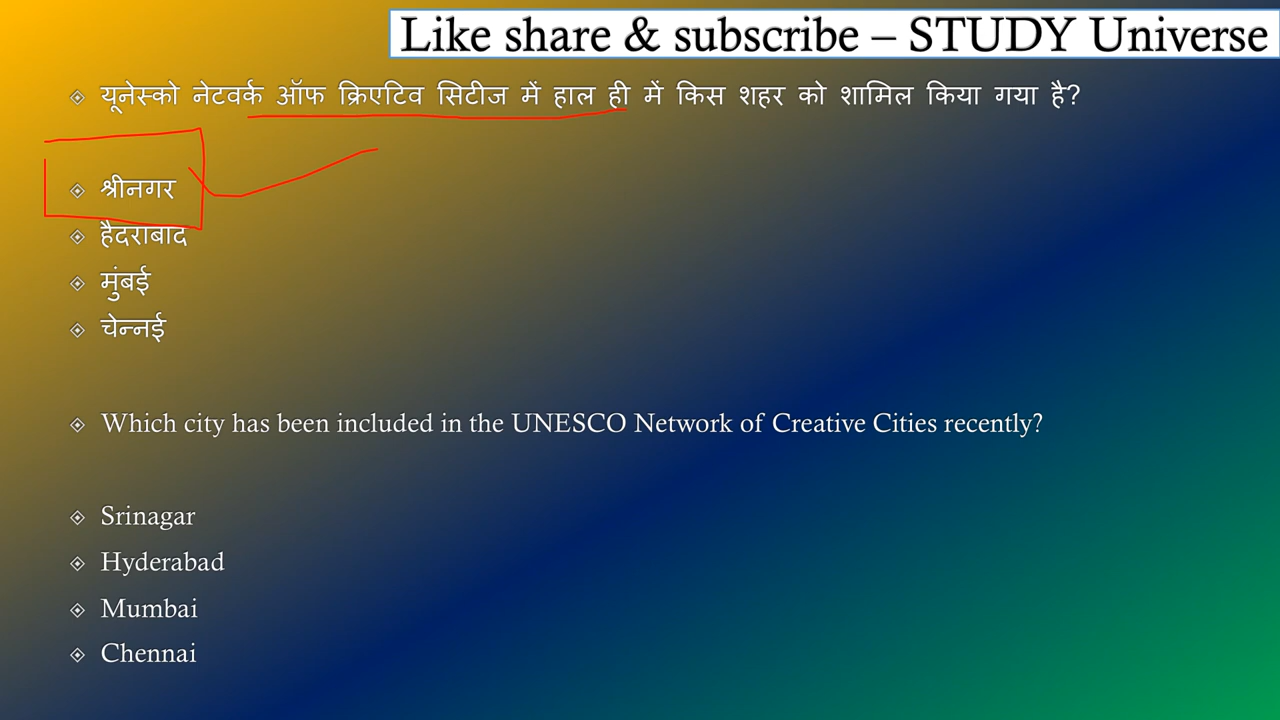 Like share & subscribe – STUDY Universe
यूनेस्को नेटवर्क ऑफ क्रिएटिव सिटीज में हाल ही में किस शहर को शामिल किया गया है?
श्रीनगर
हैदराबाद
मुंबई
चेन्नई
Which city has been included in the UNESCO Network of Creative Cities recently?
Srinagar
Hyderabad
Mumbai
Chennai